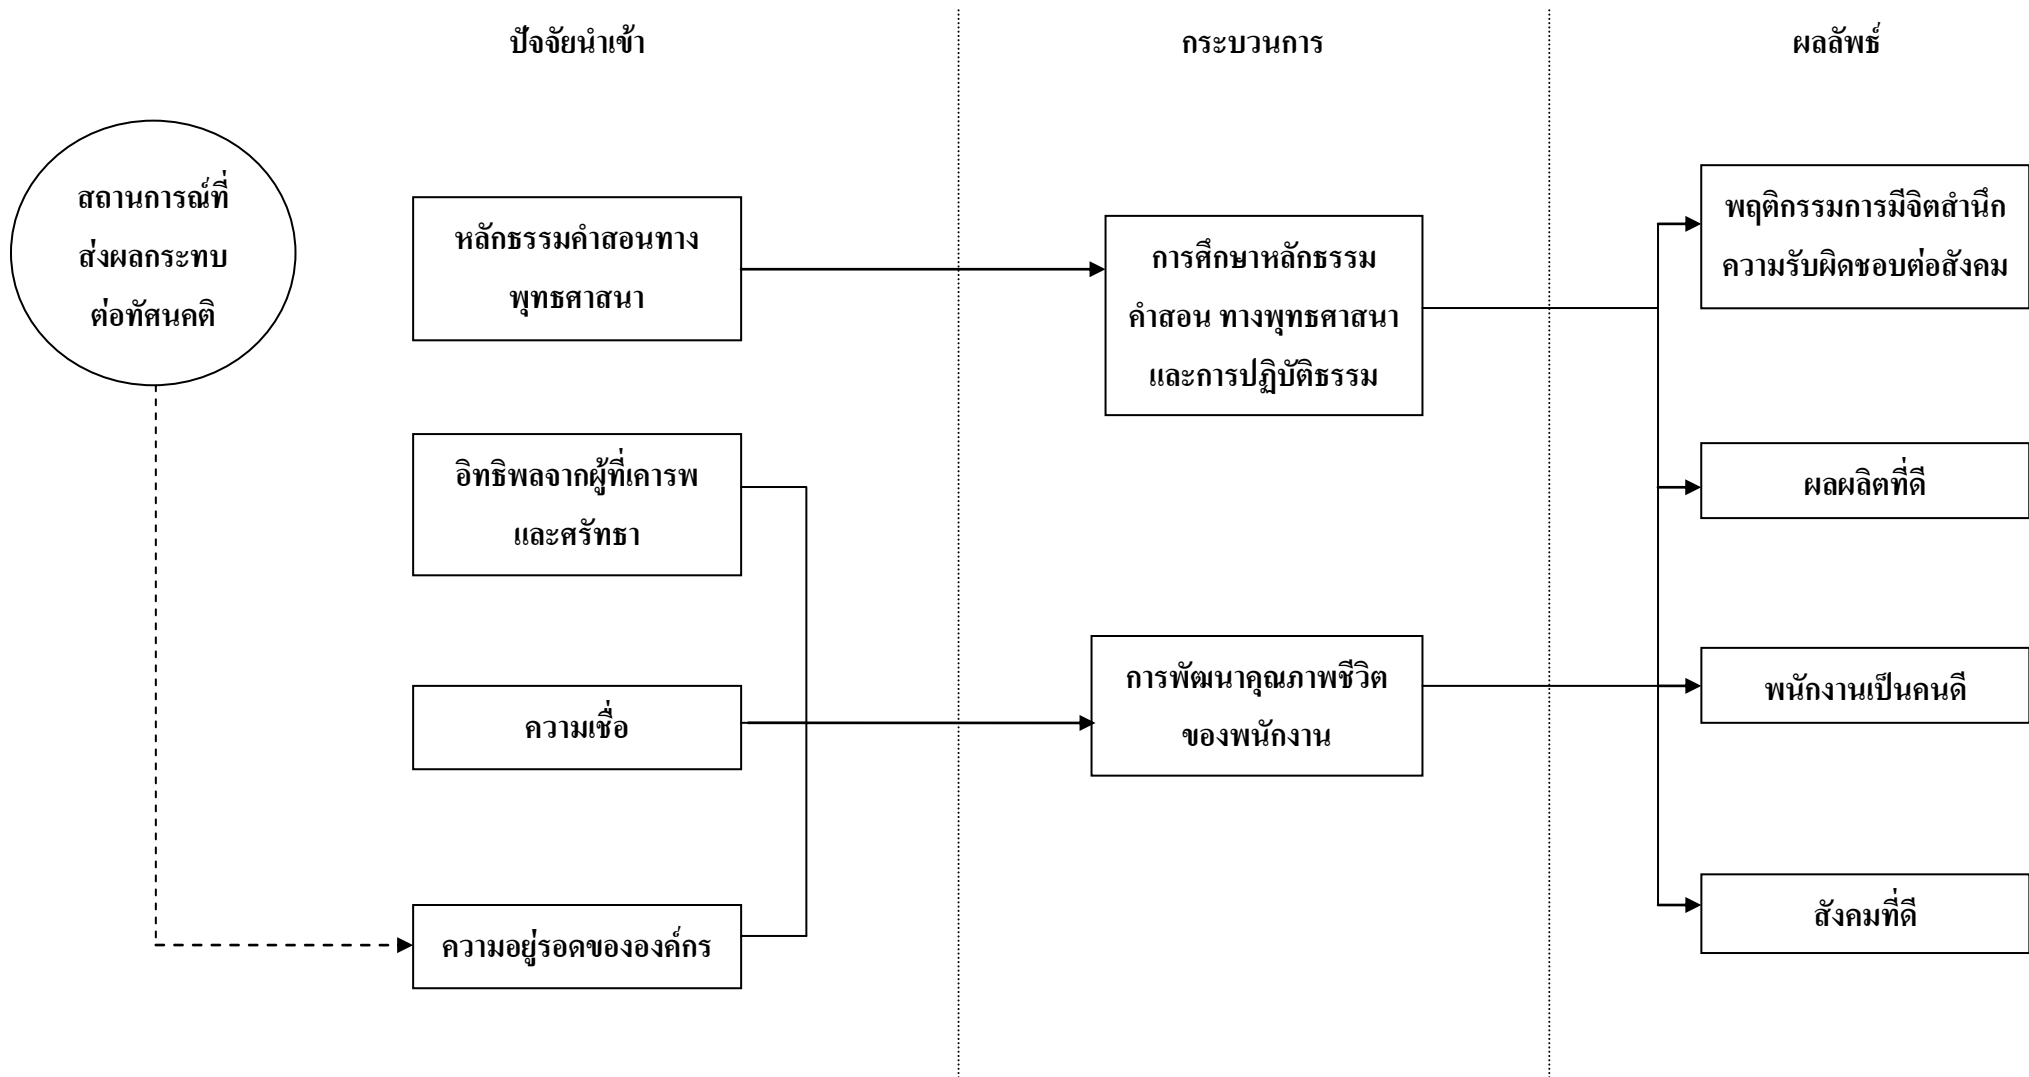 ปัจจัยนำเข้า
กระบวนการ
ผลลัพธ์
สถานการณ์ที่
ส่งผลกระทบ
ต่อทัศนคติ
หลักธรรมคำสอนทาง
พุทธศาสนา
อิทธิพลจากผู้ที่เคารพ
และศรัทธา
ความเชื่อ
ความอยู่รอดขององค์กร
การศึกษาหลักธรรม
คำสอน ทางพุทธศาสนา
และการปฏิบัติธรรม
การพัฒนาคุณภาพชีวิต
ของพนักงาน
พฤติกรรมการมีจิตสำนึก
ความรับผิดชอบต่อสังคม
ผลผลิตที่ดี
พนักงานเป็นคนดี
สังคมที่ดี